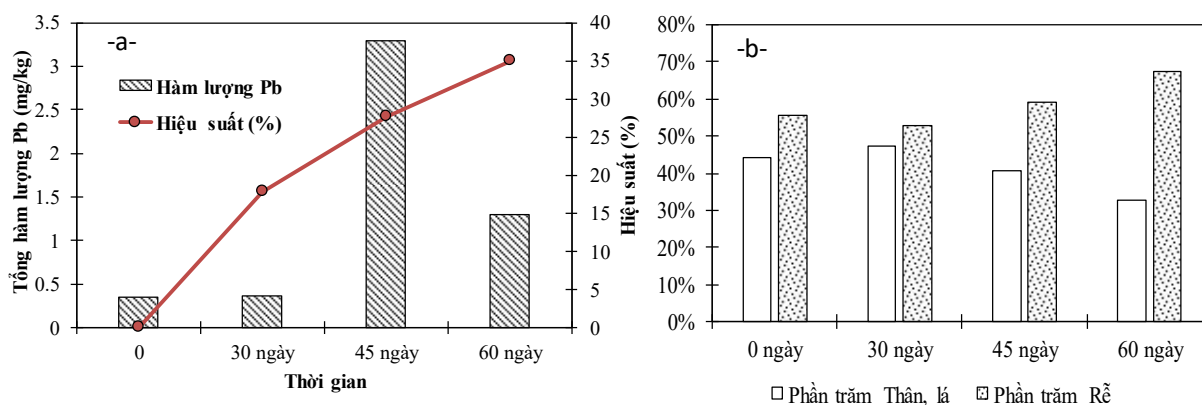 -a-
Hàm lượng Pb
Hiệu suất (%)
Tổng hàm lượng Pb (mg/kg)
3.5
3
2.5
2
1.5
1
0.5
0
40
35
30
25
20
15
10
5
0
Hiệu suất (%)
0 30 ngày 45 ngày 60 ngày
Thời gian
-b-
80%
70%
60%
50%
40%
30%
20%
10%
0%
0 ngày 30 ngày 45 ngày 60 ngày
Phần trăm Thân, lá Phần trăm Rễ